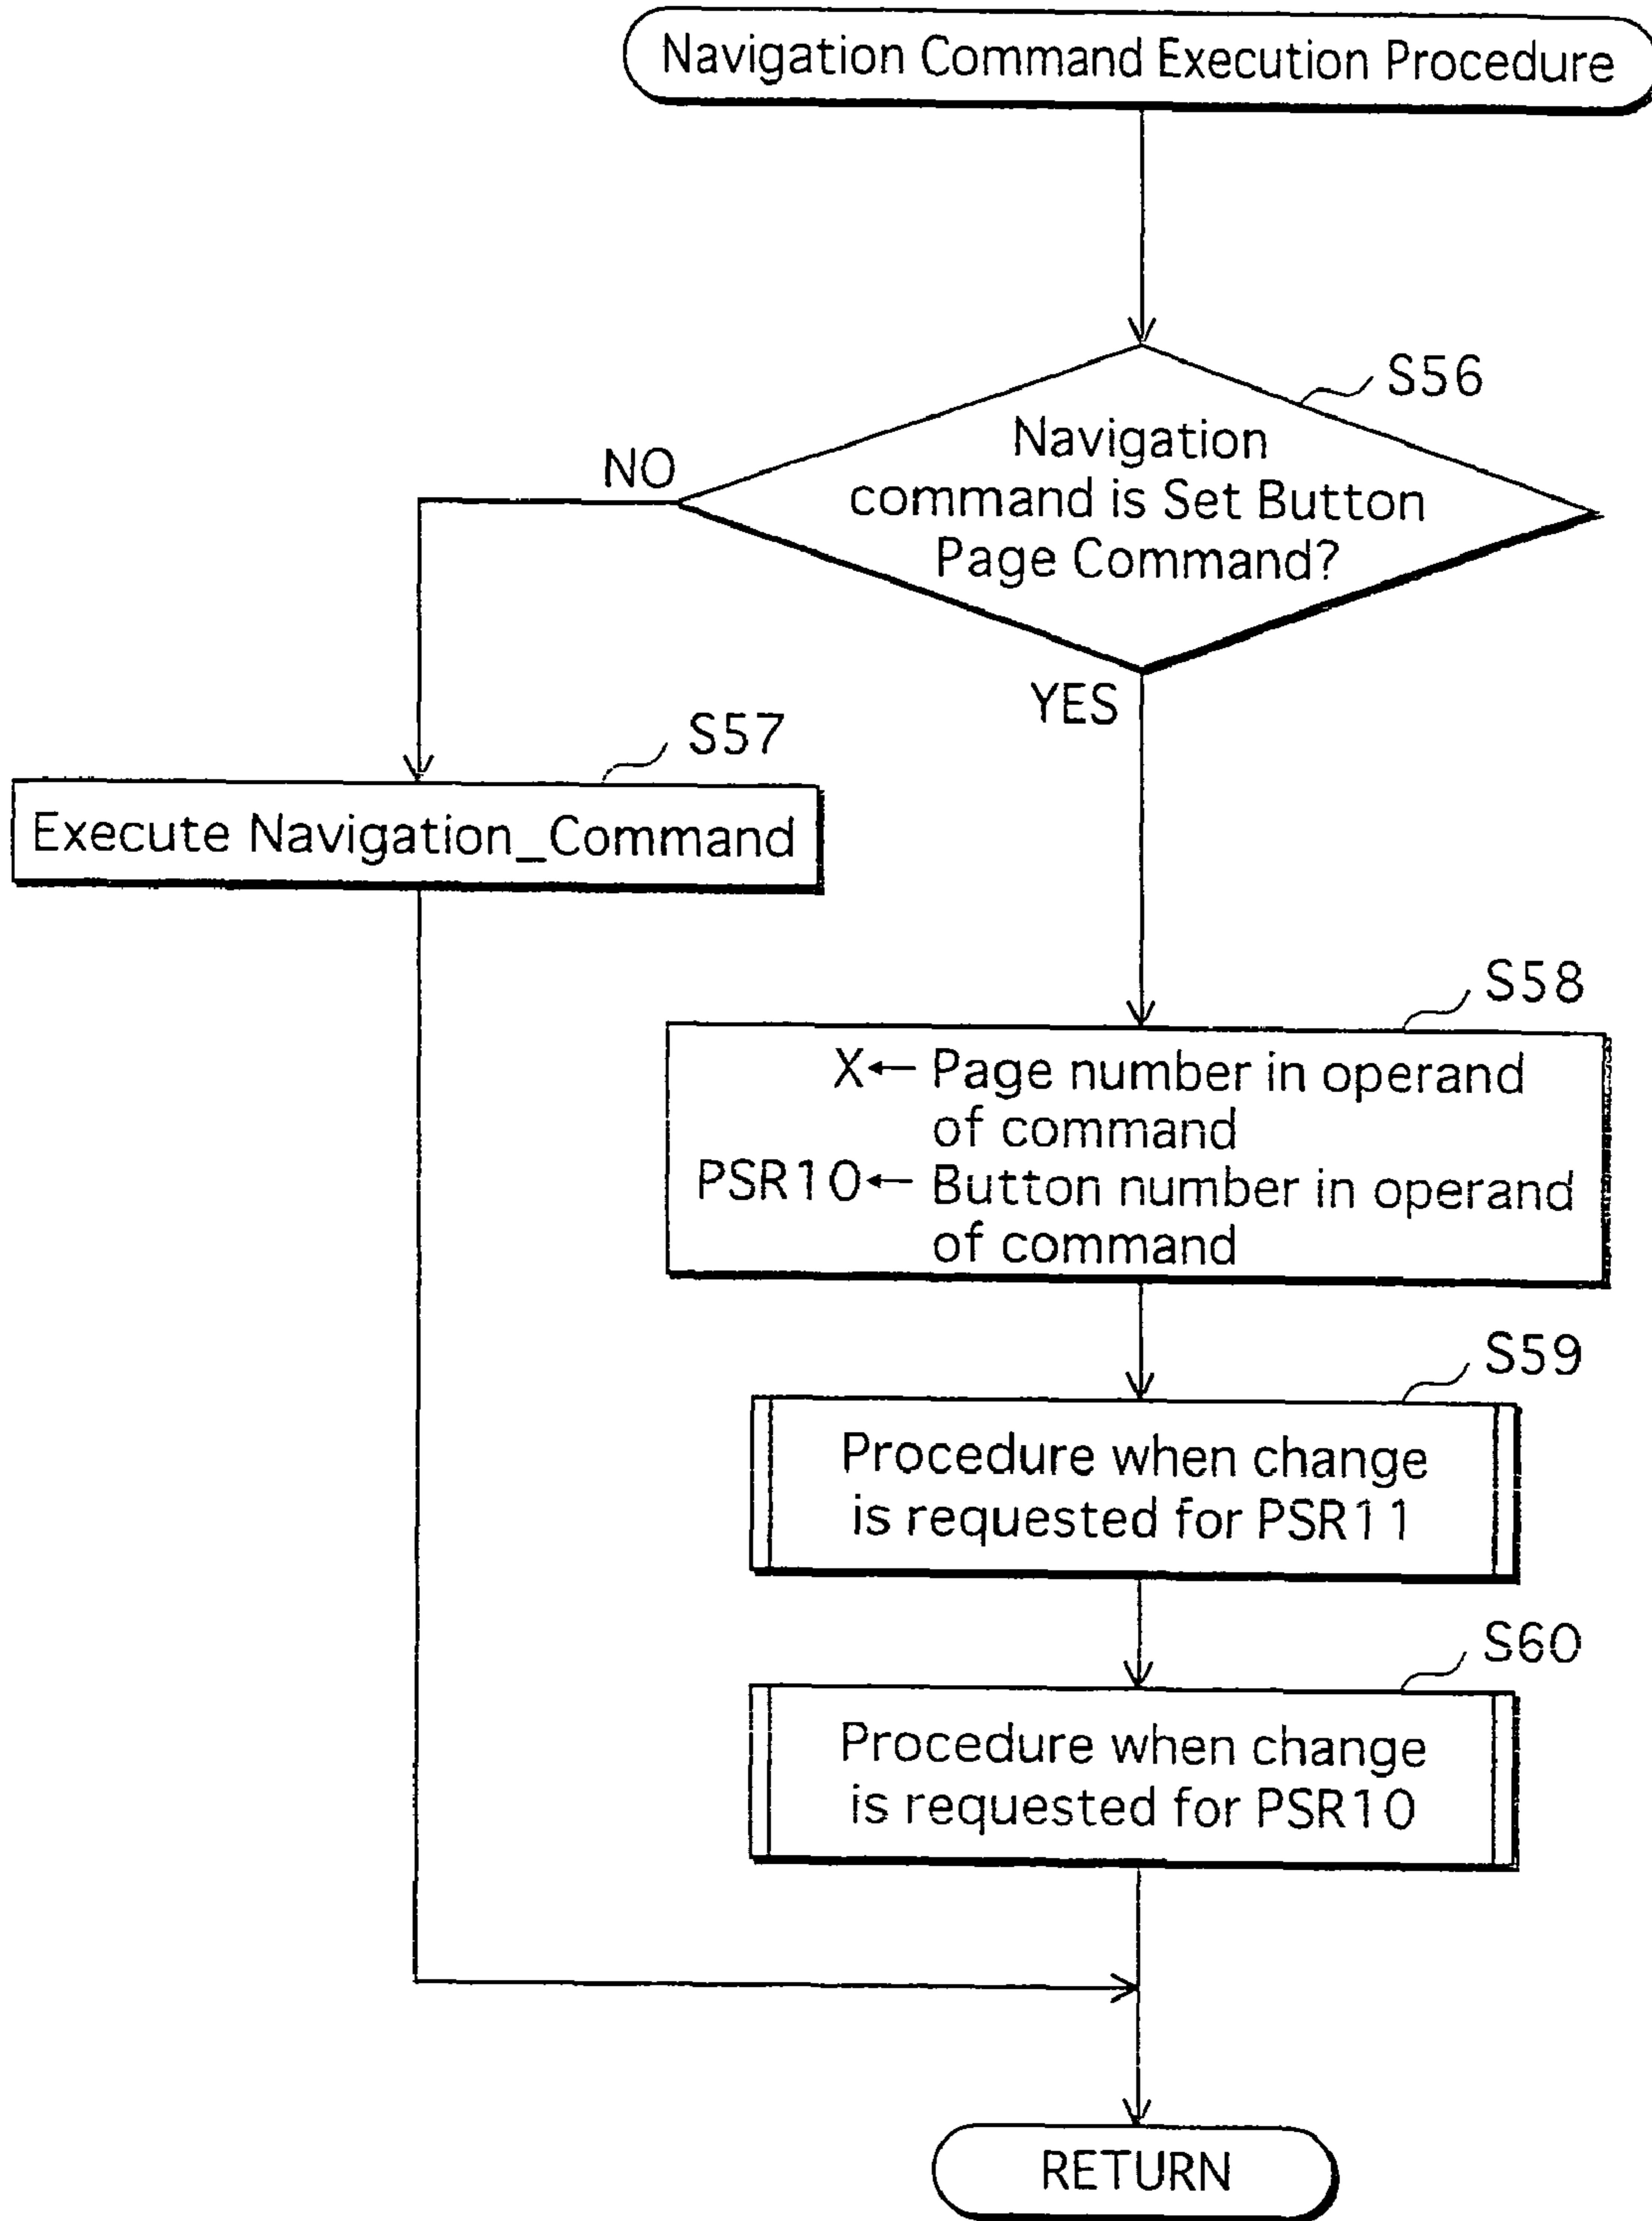 Navigation Command Execution Procedure
S56
Navigation
command is Set Button
Page Command?
NO
YES
S57
Execute Navigation_Command
S58
X← Page number in operand
of command
PSR10← Button number in operand
of command
S59
Procedure when change
is requested for PSR11
S60
Procedure when change
is requested for PSR10
RETURN